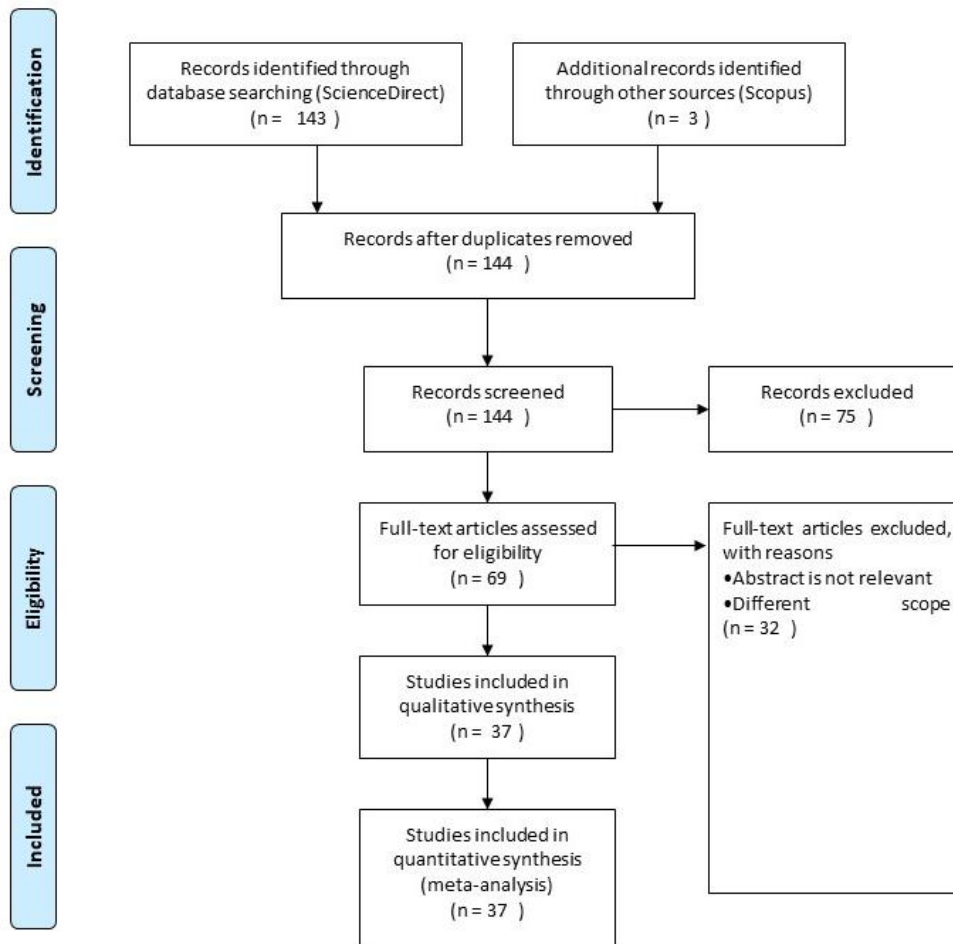 Identification
Records identified through
database searching (ScienceDirect)
(n = 143 )
Additional records identified
through other sources (Scopus)
(n = 3 )
Records after duplicates removed
(n = 144 )
Screening
Records screened
(n = 144 )
Records excluded
(n = 75 )
Eligibility
Full-text articles assessed
for eligibility
(n = 69 )
Full-text articles excluded,
with reasons
•Abstract is not relevant
•Different scope
(n = 32 )
Studies included in
qualitative synthesis
(n = 37 )
Included
Studies included in
quantitative synthesis
(meta-analysis)
(n = 37 )